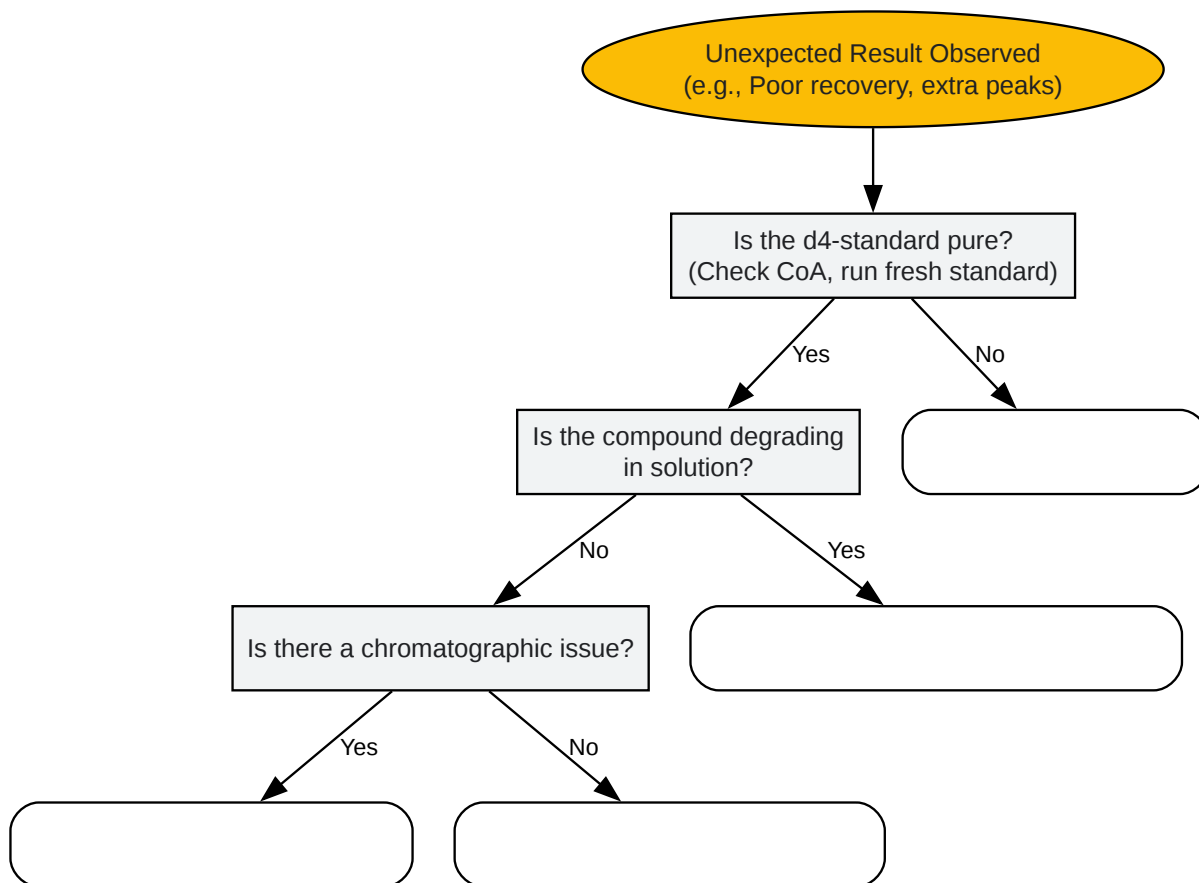 Unexpected Result Observed
(e.g., Poor recovery, extra peaks)
Is the d4-standard pure?
(Check CoA, run fresh standard)
Yes
No
Is the compound degrading
in solution?
No
Yes
Is there a chromatographic issue?
Yes
No